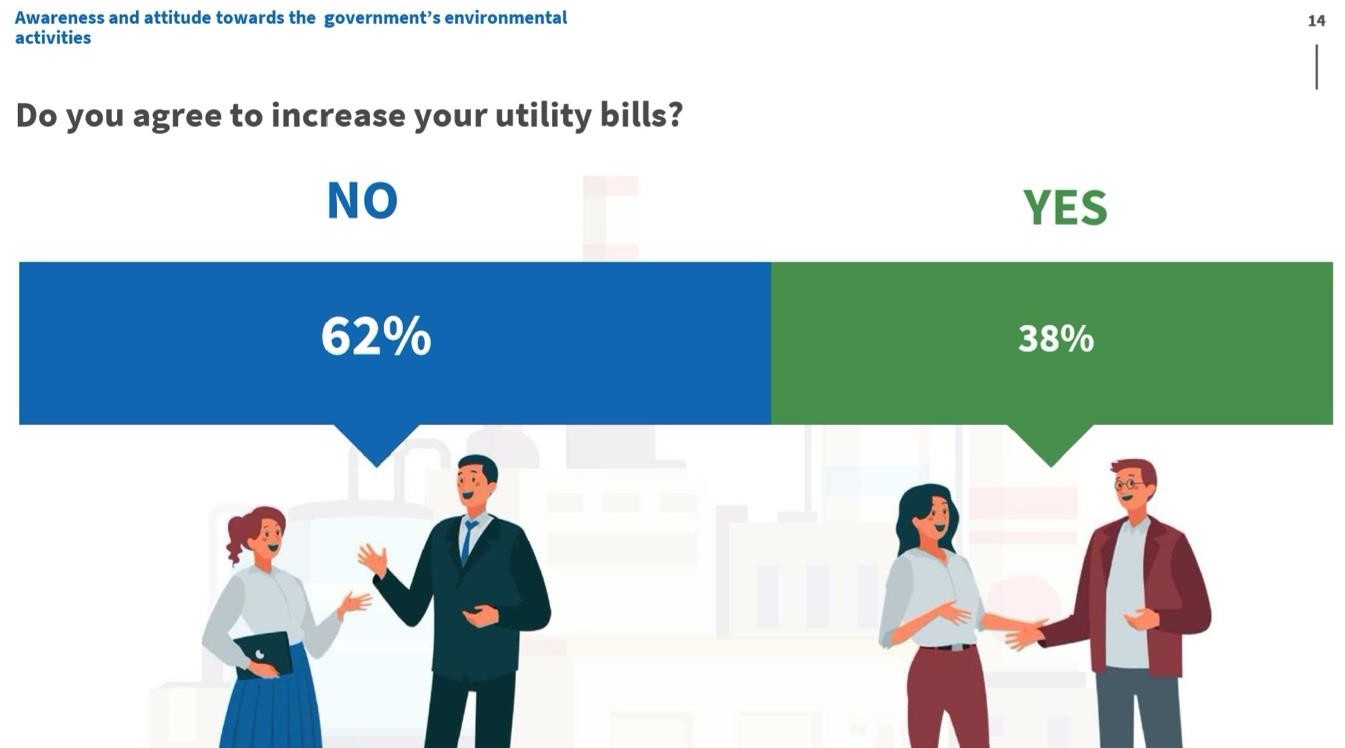 Awareness and attitude towards the  government’s environmental
activities
14
Do you agree to increase your utility bills?
NO
YES
62%
38%